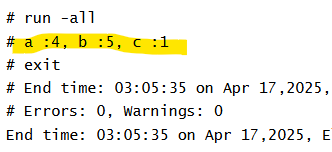 # run -all
# a :4, b :5, c :1
# exit
# End time: 03:05:35 on Apr 17,2025,
# Errors: 0, Warnings: 0
End time: 03:05:35 on Apr 17,2025, E